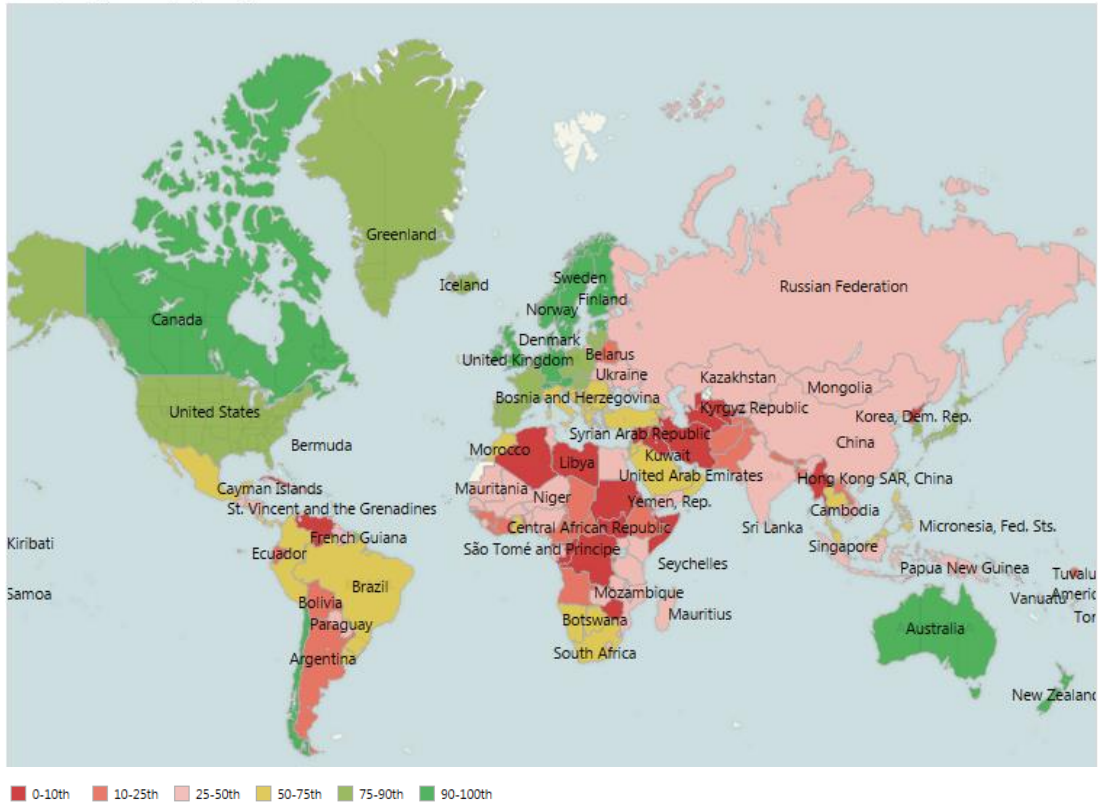 Greenland
Iceland
Sweden
Finland
Norway
Russian Federation
Canada
Denmark
United Kingdom
Belarus
Ukraine
Kazakhstan
Mongolia
Bosnia and Herzegovina
Kyrgyz Republic
United States
Korea, Dem. Rep.
Bermuda
Syrian Arab Republic
China
Morocco
Kuwait
Libya
United Arab Emirates
Hong Kong SAR, China
Cayman Islands
Mauritania
Niger
Yemen, Rep.
St. Vincent and the Grenadines
Cambodia
Central African Republic
Sri Lanka
Micronesia, Fed. Sts.
French Guiana
Kiribati
Ecuador
São Tomé and Principe
Singapore
Seychelles
Papua New Guinea
Tuvalu
Brazil
Samoa
Mozambique
Vanuatu
Americ
Bolivia
Paraguay
Botswana
Mauritius
Tor
Australia
Argentina
South Africa
New Zealand
0-10th 10-25th 25-50th 50-75th 75-90th 90-100th